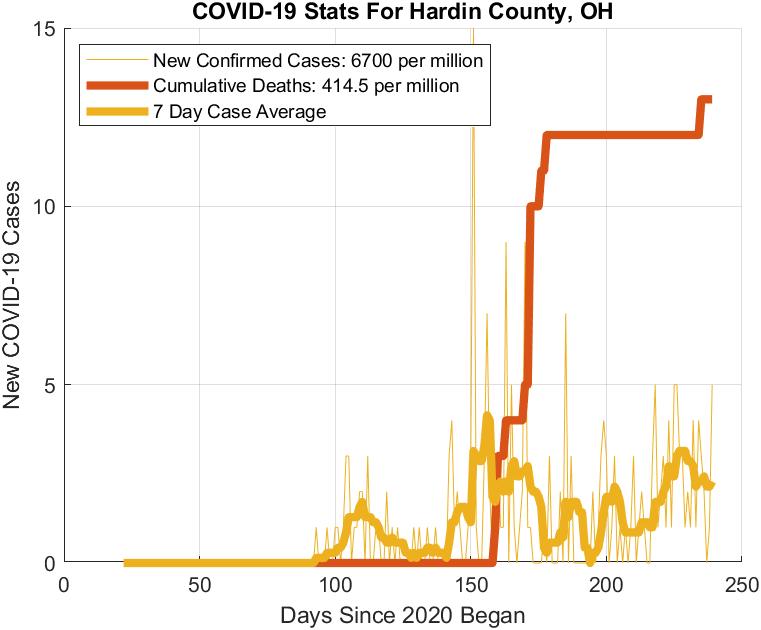 COVID-19 Stats For Hardin County, OH
New Confirmed Cases: 6700 per million
Cumulative Deaths: 414.5 per million
7 Day Case Average
New COVID-19 Cases
15
10
5
0
0 50 100 150 200 250
Days Since 2020 Began